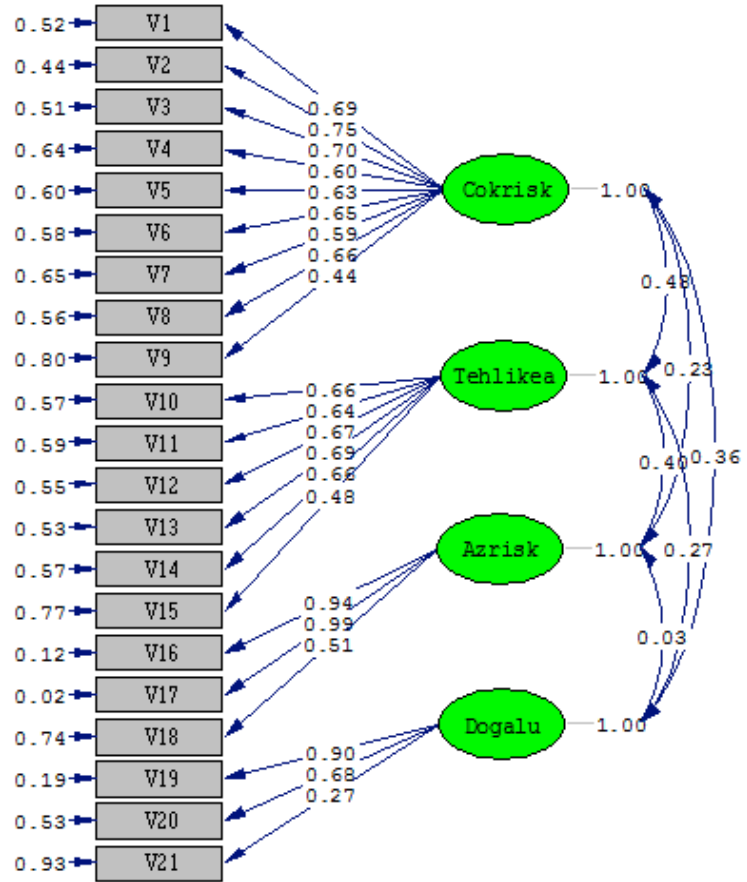 0.52 V1
0.44 V2
0.51 V3
0.64 V4
0.60 V5
0.58 V6
0.65 V7
0.56 V8
0.80 V9
0.57 V10
0.59 V11
0.55 V12
0.53 V13
0.57 V14
0.77 V15
0.12 V16
0.02 V17
0.74 V18
0.19 V19
0.53 V20
0.93 V21
0.69
0.75
0.70
0.60
0.63
0.65
0.59
0.66
0.44
0.66
0.64
0.67
0.69
0.66
0.48
0.94
0.99
0.51
0.90
0.68
0.27
Cokrisk 1.00
Tehlikea 1.00
Azrisk 1.00
Dogalu 1.00
0.48
0.23
0.40
0.36
0.27
0.03